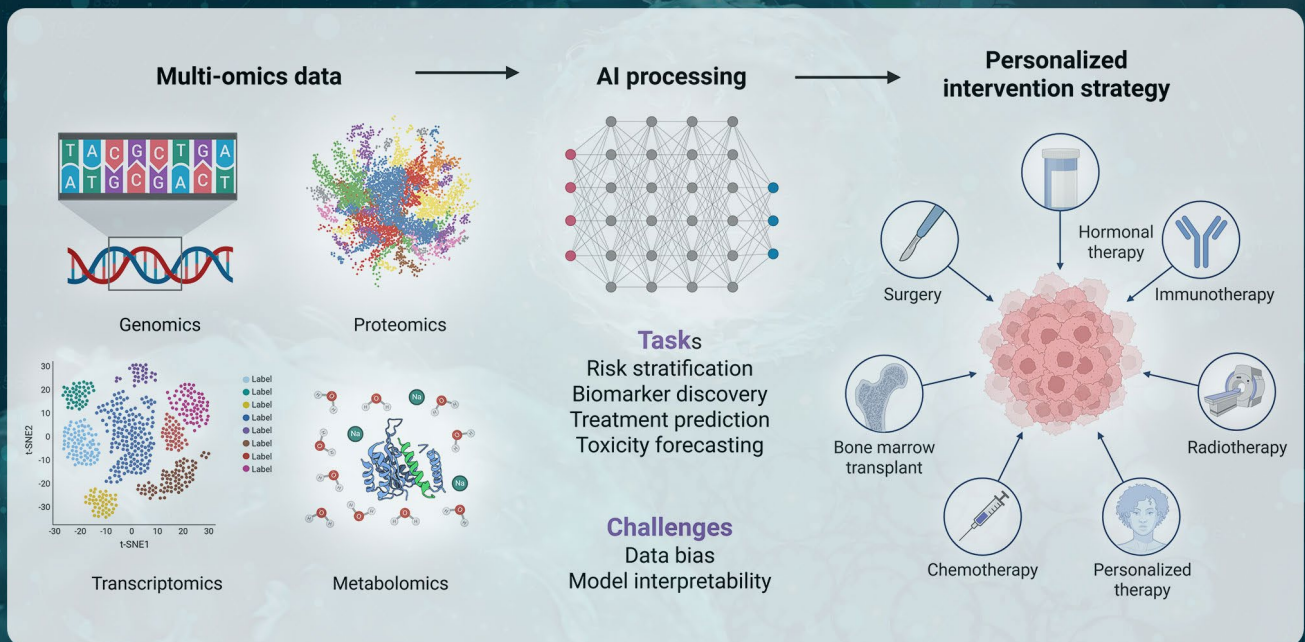 Multi-omics data
AI processing
Personalized
intervention strategy
T A C G C T G A
A T G C G A C T
Genomics
Proteomics
30
20
10
0
-10
-20
-30
t-SNE2
-30 -20 -10 0 10 20 30
t-SNE1
Label
Label
Label
Label
Label
Label
Label
Label
Transcriptomics
Na
Na
Na
H O H
H O H
H O H
H O H
H O H
H O H
H O H
H O H
H O H
H O H
Metabolomics
Tasks
Risk stratification
Biomarker discovery
Treatment prediction
Toxicity forecasting
Challenges
Data bias
Model interpretability
Hormonal
therapy
Surgery
Immunotherapy
Bone marrow
transplant
Radiotherapy
Chemotherapy
Personalized
therapy